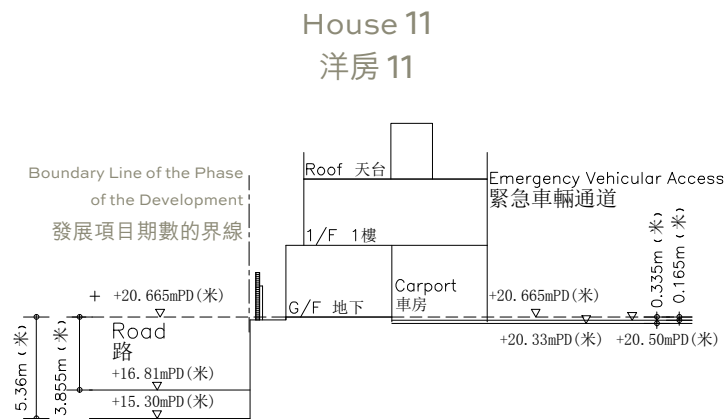 House 11
洋房 11
Roof 天台
Boundary Line of the Phase
of the Development
發展項目期數的界線
Emergency Vehicular Access
緊急車輛通道
1/F 1樓
0.335m (米)
0.165m (米)
Carport
車房
G/F 地下
+ +20.665mPD(米)
+20.665mPD(米)
Road
路
+20.33mPD(米)
+20.50mPD(米)
5.36m (米)
3.855m (米)
+16.81mPD(米)
+15.30mPD(米)